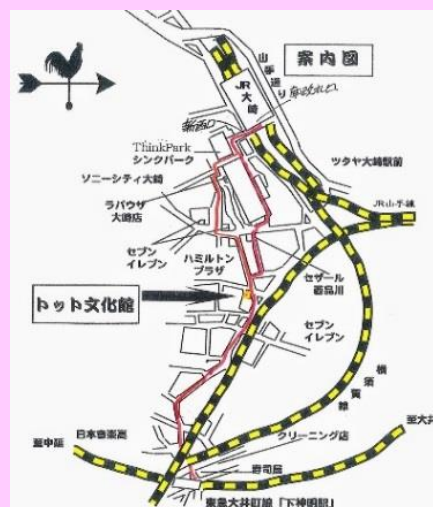 案内図
山手通り
JR
大崎
新西口
ThinkPark
シンクパーク
ソニーシティ大崎
ツタヤ大崎駅前
ラパウザ
大崎店
JR山手線
セブン
イレブン
ハミルトン
プラザ
セザール
西品川
トット文化館
セブン
イレブン
横須賀線
クリーニング店
至大井
日本音楽高
至中延
寿司屋
東急大井町線「下神明駅」